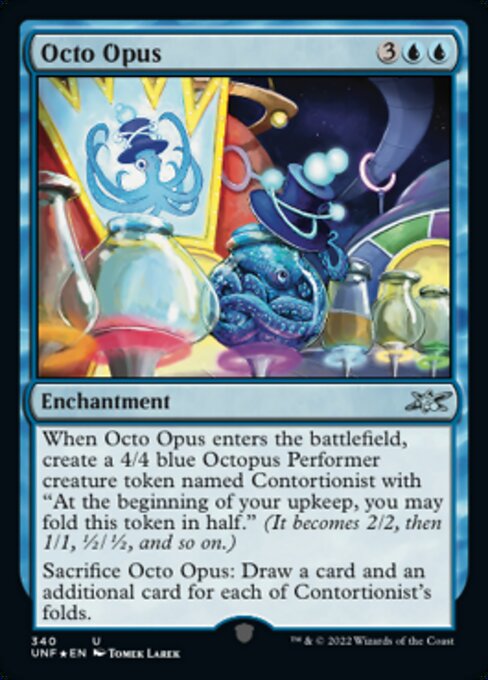 Octo Opus 3
Enchantment
When Octo Opus enters the battlefield,
create a 4/4 blue Octopus Performer
creature token named Contortionist with
“At the beginning of your upkeep, you may
fold this token in half.” (It becomes 2/2, then
1/1, ½/½, and so on.)
Sacrifice Octo Opus: Draw a card and an
additional card for each of Contortionist’s
folds.
340 U
UNF★EN Tomek Larek
™ & © 2022 Wizards of the Coast